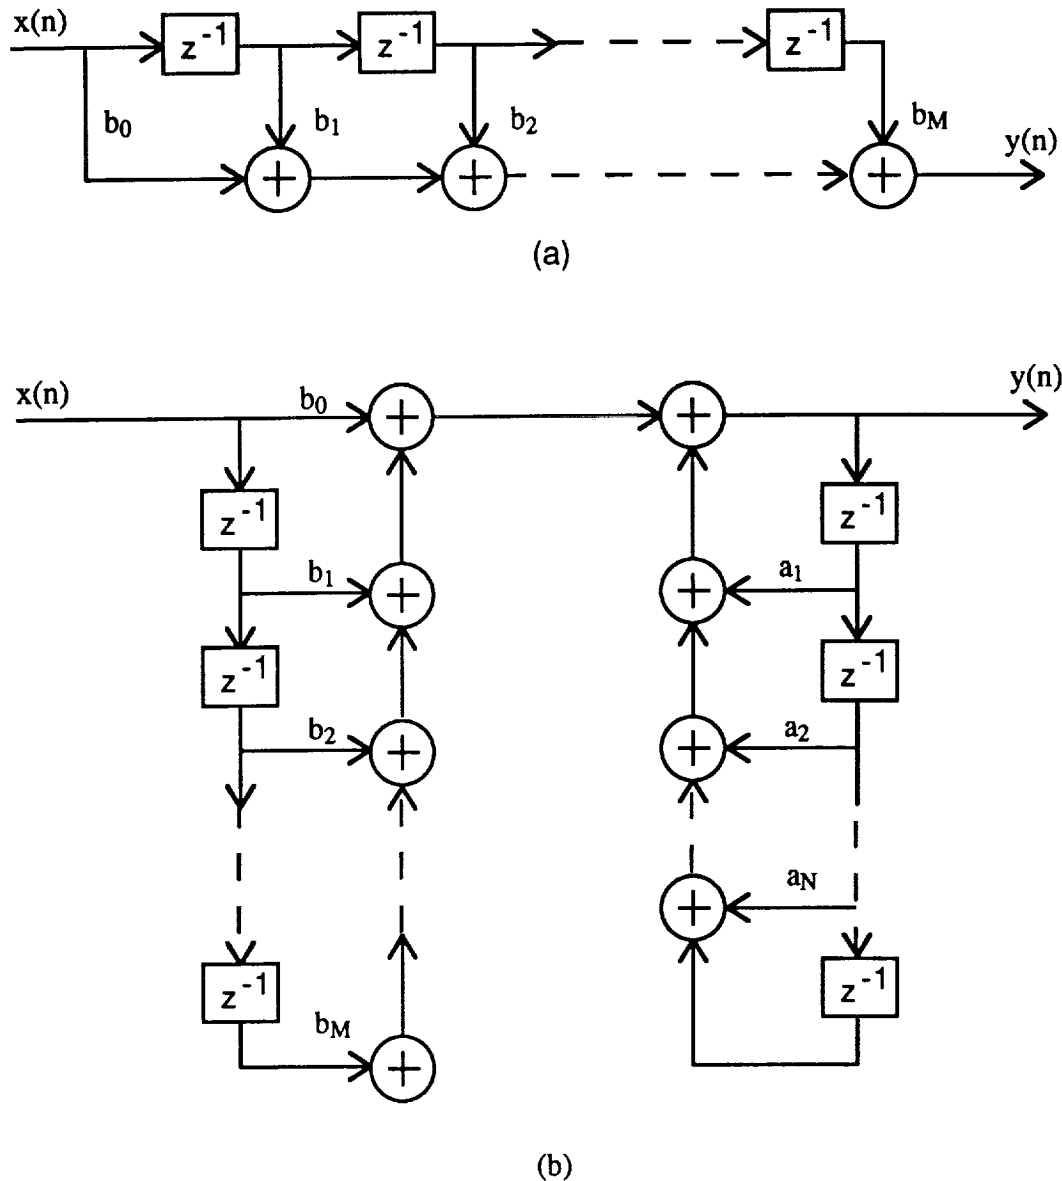 x(n)
z⁻¹ z⁻¹ z⁻¹
b₀ b₁ b₂ b_M
y(n)
+ + +
(a)
x(n) b₀ + + y(n)
z⁻¹ z⁻¹
b₁ + + a₁
z⁻¹ z⁻¹
b₂ + + a₂
+ a_N
z⁻¹ z⁻¹
b_M +
(b)